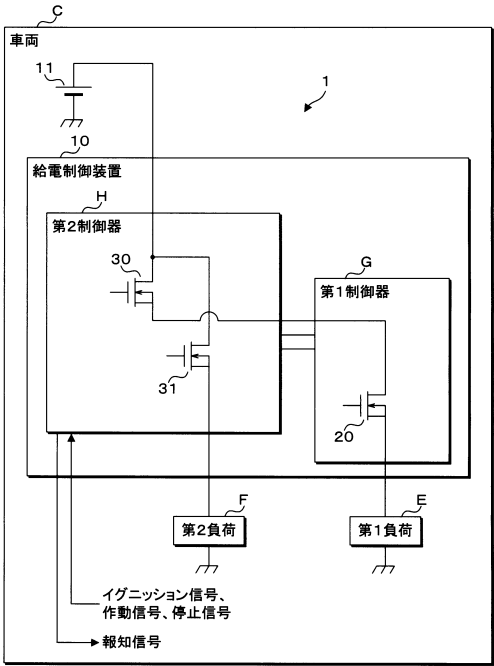 C
車両
11
1
10
給電制御装置
H
第2制御器
30
G
第1制御器
31
20
F
第2負荷
E
第1負荷
イグニッション信号、
作動信号、停止信号
報知信号